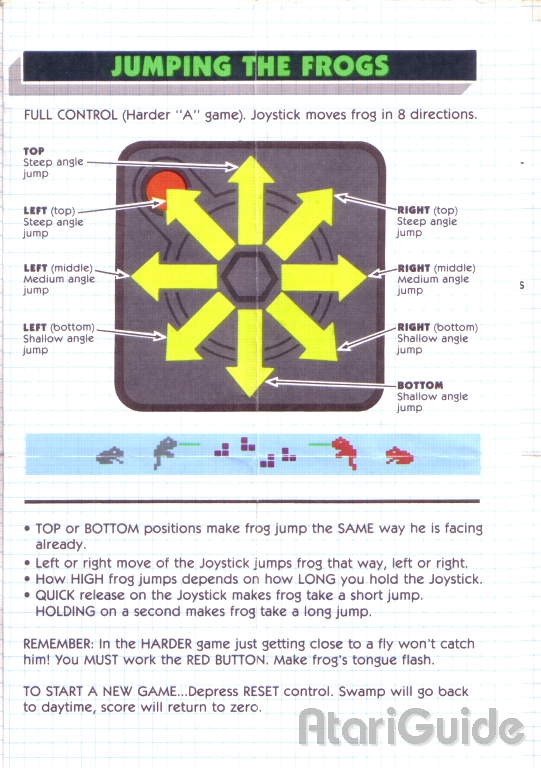 JUMPING THE FROGS
FULL CONTROL (Harder "A" game). Joystick moves frog in 8 directions.
TOP
Steep angle
jump
LEFT (top)
Steep angle
jump
LEFT (middle)
Medium angle
jump
LEFT (bottom)
Shallow angle
jump
RIGHT (top)
Steep angle
jump
RIGHT (middle)
Medium angle
jump
RIGHT (bottom)
Shallow angle
jump
BOTTOM
Shallow angle
jump
s
• TOP or BOTTOM positions make frog jump the SAME way he is facing
already.
• Left or right move of the Joystick jumps frog that way, left or right.
• How HIGH frog jumps depends on how LONG you hold the Joystick.
• QUICK release on the Joystick makes frog take a short jump.
HOLDING on a second makes frog take a long jump.
REMEMBER: In the HARDER game just getting close to a fly won't catch
him! You MUST work the RED BUTTON. Make frog's tongue flash.
TO START A NEW GAME...Depress RESET control. Swamp will go back
to daytime, score will return to zero.
AtariGuide